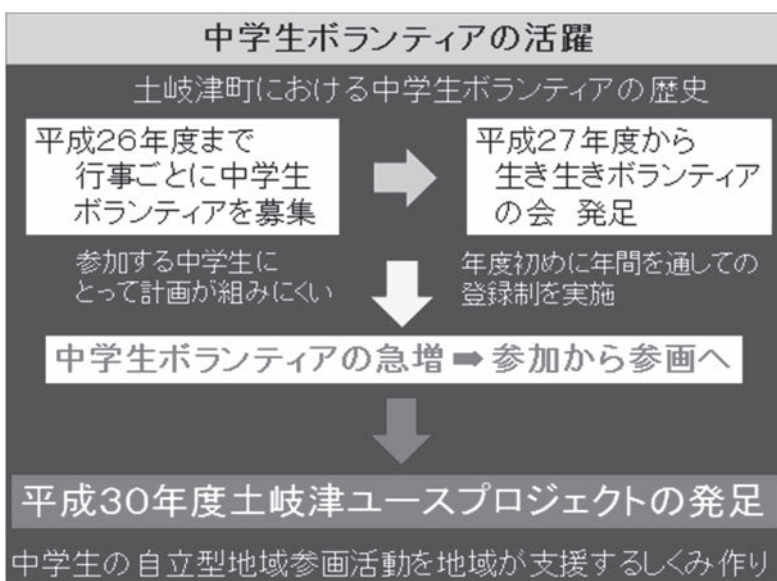 中学生ボランティアの活躍
土岐津町における中学生ボランティアの歴史
平成26年度まで
行事ごとに中学生
ボランティアを募集
平成27年度から
生き生きボランティア
の会 発足
参加する中学生に
とって計画が組みにくい
年度初めに年間を通しての
登録制を実施
中学生ボランティアの急増➡参加から参画へ
平成30年度土岐津ユースプロジェクトの発足
中学生の自立型地域参画活動を地域が支援するしくみ作り